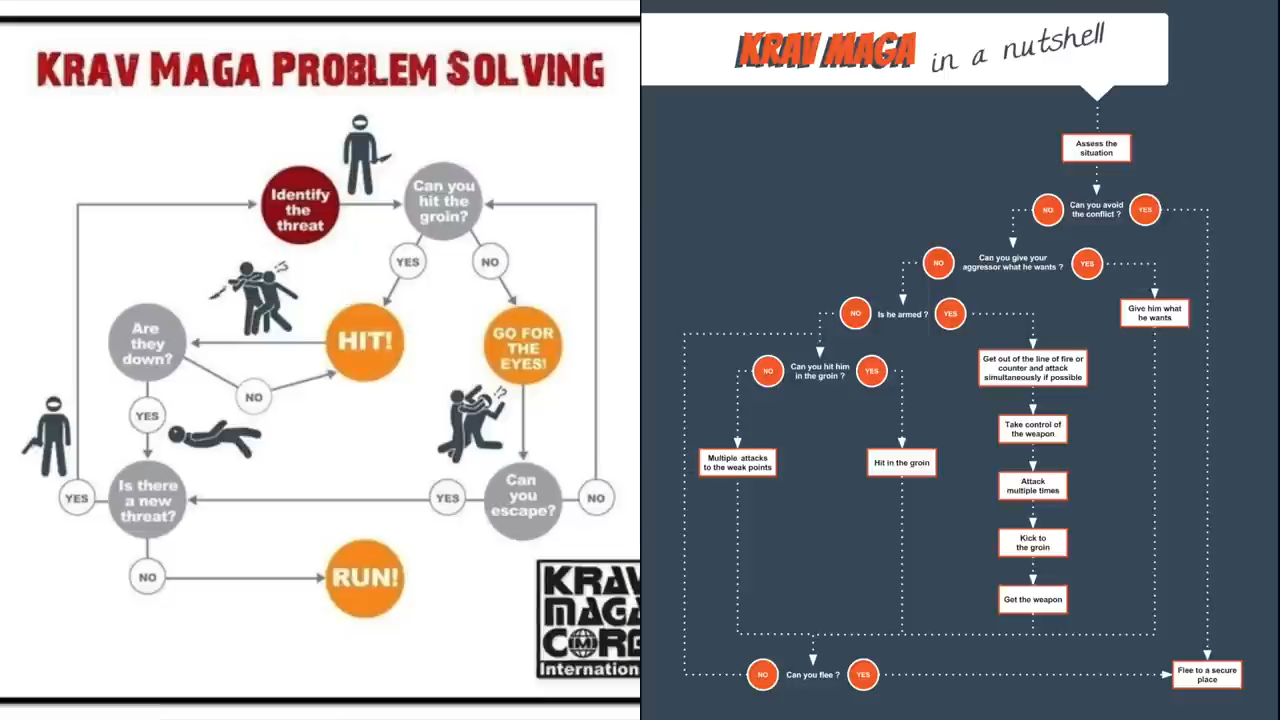 KRAV MAGA PROBLEM SOLVING
Identify
the
threat
Can you
hit the
groin?
YES
NO
!?
Are
they
down?
HIT!
GO FOR
THE
EYES!
NO
!?
YES
Is there
a new
threat?
YES
YES
Can
you
escape?
NO
NO
RUN!
KRAV
MAGA
International
KRAV MAGA in a nutshell
Assess the
situation
NO
Can you avoid
the conflict ?
YES
NO
Can you give your
aggressor what he wants ?
YES
NO
Is he armed ?
YES
Give him what
he wants
NO
Can you hit him
in the groin ?
YES
Get out of the line of fire or
counter and attack
simultaneously if possible
Take control of
the weapon
Multiple attacks
to the weak points
Hit in the groin
Attack
multiple times
Kick to
the groin
Get the weapon
NO
Can you flee ?
YES
Flee to a secure
place